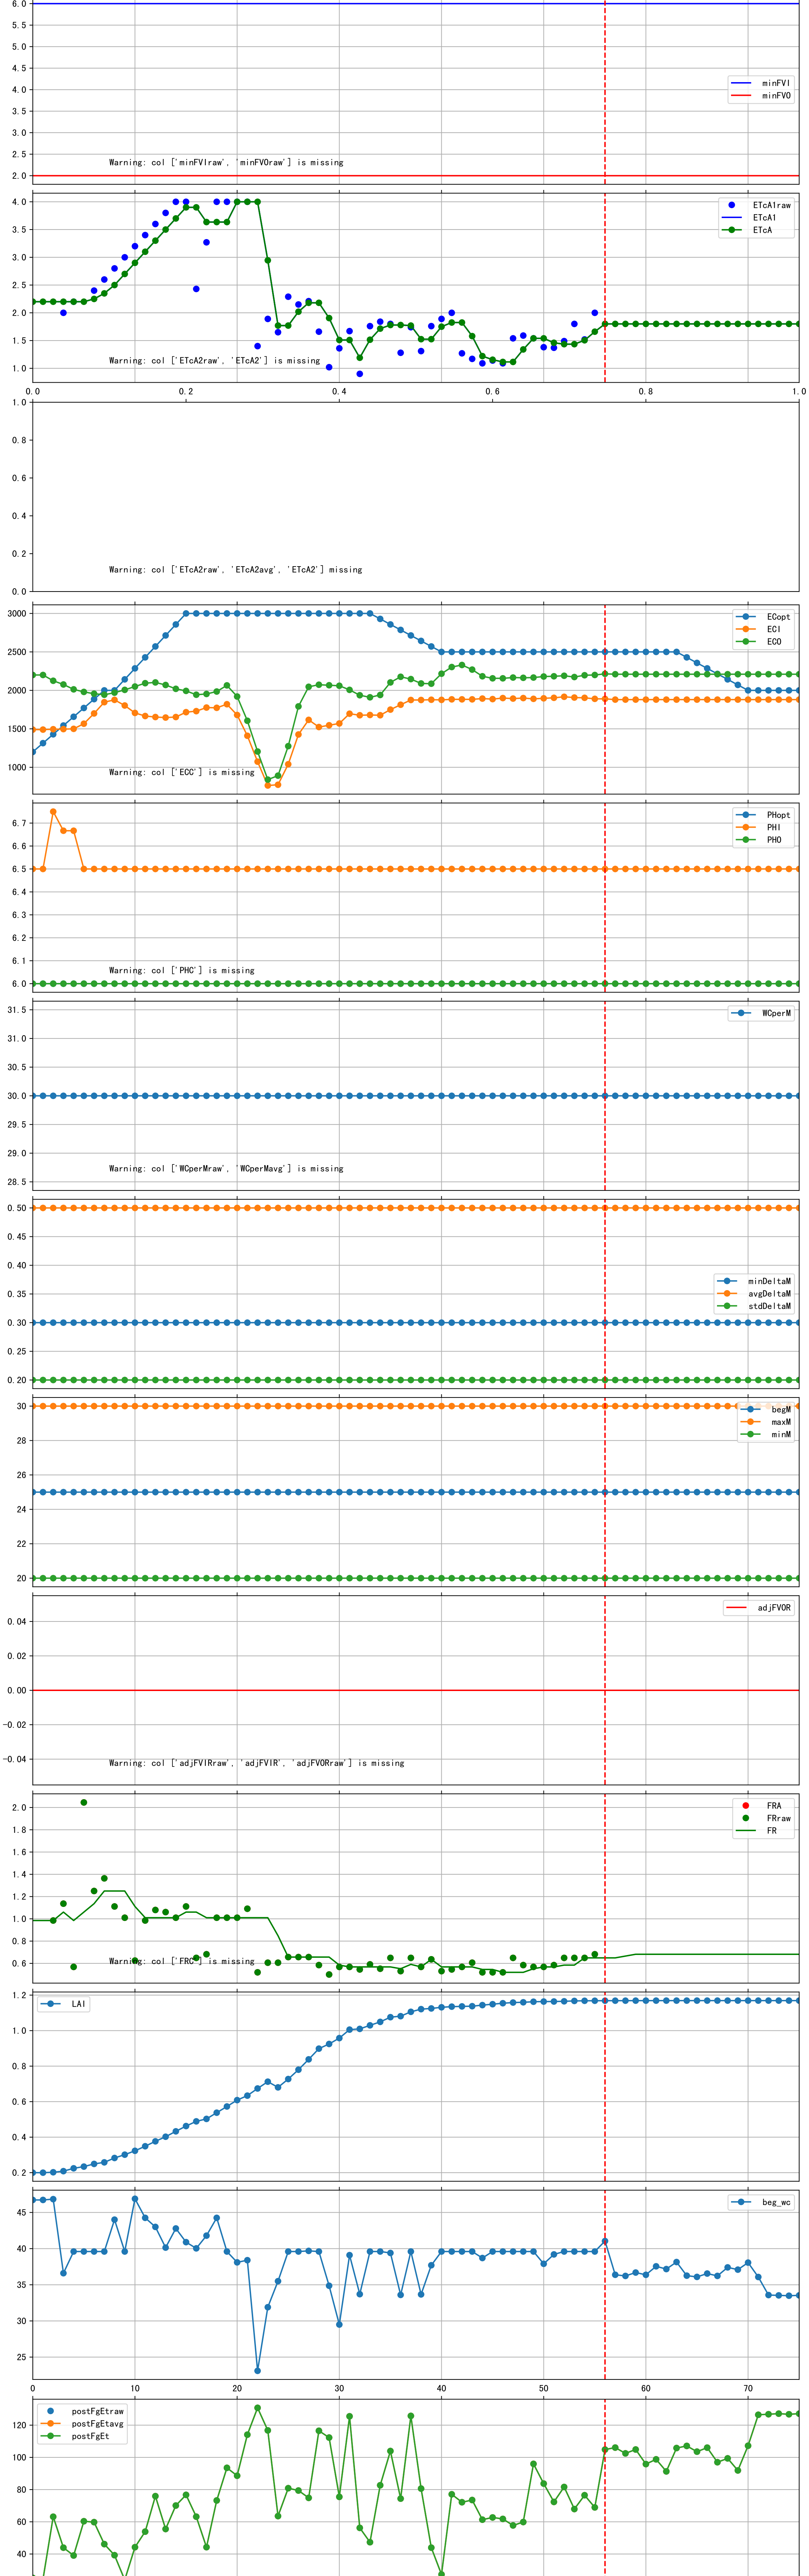 6.0
5.5
5.0
4.5
4.0
3.5
3.0
2.5
2.0
minFVI
minFVO
Warning: col ['minFVIraw', 'minFVOraw'] is missing
4.0
3.5
3.0
2.5
2.0
1.5
1.0
ETcA1raw
ETcA1
ETcA
Warning: col ['ETcA2raw', 'ETcA2'] is missing
0.0 0.2 0.4 0.6 0.8 1.0
1.0
0.8
0.6
0.4
0.2
0.0
Warning: col ['ETcA2raw', 'ETcA2avg', 'ETcA2'] missing
3000
2500
2000
1500
1000
ECopt
ECI
ECO
Warning: col ['ECC'] is missing
6.7
6.6
6.5
6.4
6.3
6.2
6.1
6.0
PHopt
PHI
PHO
Warning: col ['PHC'] is missing
31.5
31.0
30.5
30.0
29.5
29.0
28.5
WCperM
Warning: col ['WCperMraw', 'WCperMavg'] is missing
0.50
0.45
0.40
0.35
0.30
0.25
0.20
minDeltaM
avgDeltaM
stdDeltaM
30
28
26
24
22
20
begM
maxM
minM
0.04
0.02
0.00
-0.02
-0.04
adjFVOR
Warning: col ['adjFVIRraw', 'adjFVIR', 'adjFVORraw'] is missing
2.0
1.8
1.6
1.4
1.2
1.0
0.8
0.6
FRA
FRraw
FR
Warning: col ['FRC'] is missing
1.2
1.0
0.8
0.6
0.4
0.2
LAI
45
40
35
30
25
beg_wc
0 10 20 30 40 50 60 70
120
100
80
60
40
postFgEtraw
postFgEtavg
postFgEt